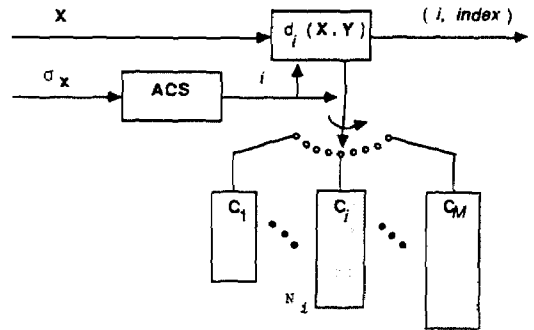 X
d_i (X, Y)
(i, index)
σ_x
ACS
i
C_1
C_i
C_M
N_i